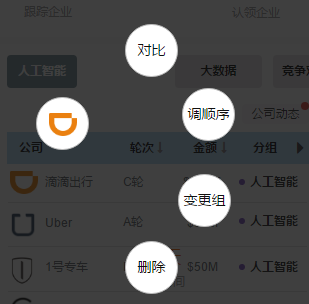 跟踪企业 认领企业
对比
人工智能 大数据 竞争
调顺序 公司动态
公司 轮次 金额 分组
滴滴出行 C轮 人工智能
变更组
Uber A轮 人工智能
删除
1号专车 $50M 人工智能